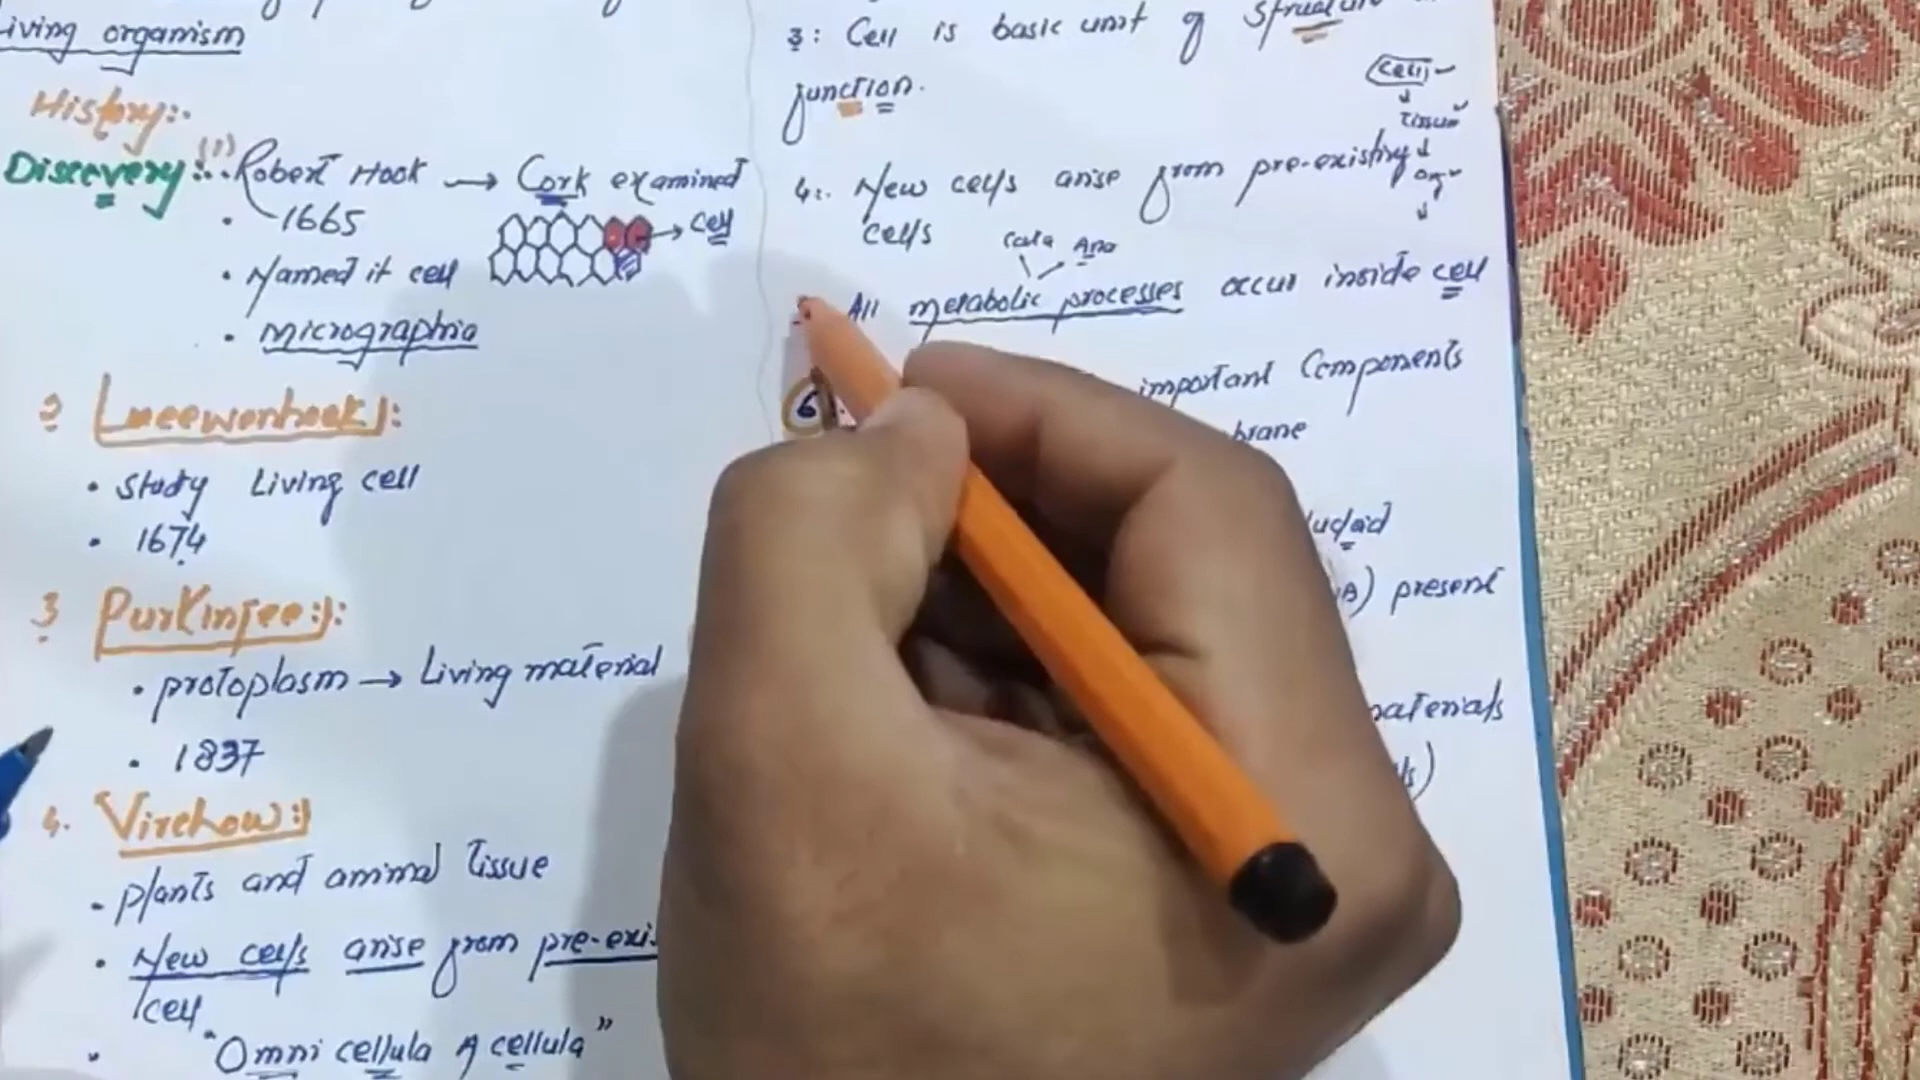 Living organism
History:-
Discovery:- (1) Robert Hook → Cork examined
• 1665
→ cell
• Named it cell
• Micrographia
2 Leeewenhoek):
• Study Living cell
• 1674
3 Purkinjee:):
• protoplasm → Living material
• 1837
4. Virchow:)
• plants and animal tissue
• New cells arise from pre-exis
cell
• "Omni cellula A cellula"
3: Cell is basic unit of structure
function.
Cell
↓
Tissue
↓
org
↓
4:. New cells arise from pre-existing
cells
Cata Ana
All metabolic processes occur inside cell
6
important Components
brane
present
materials